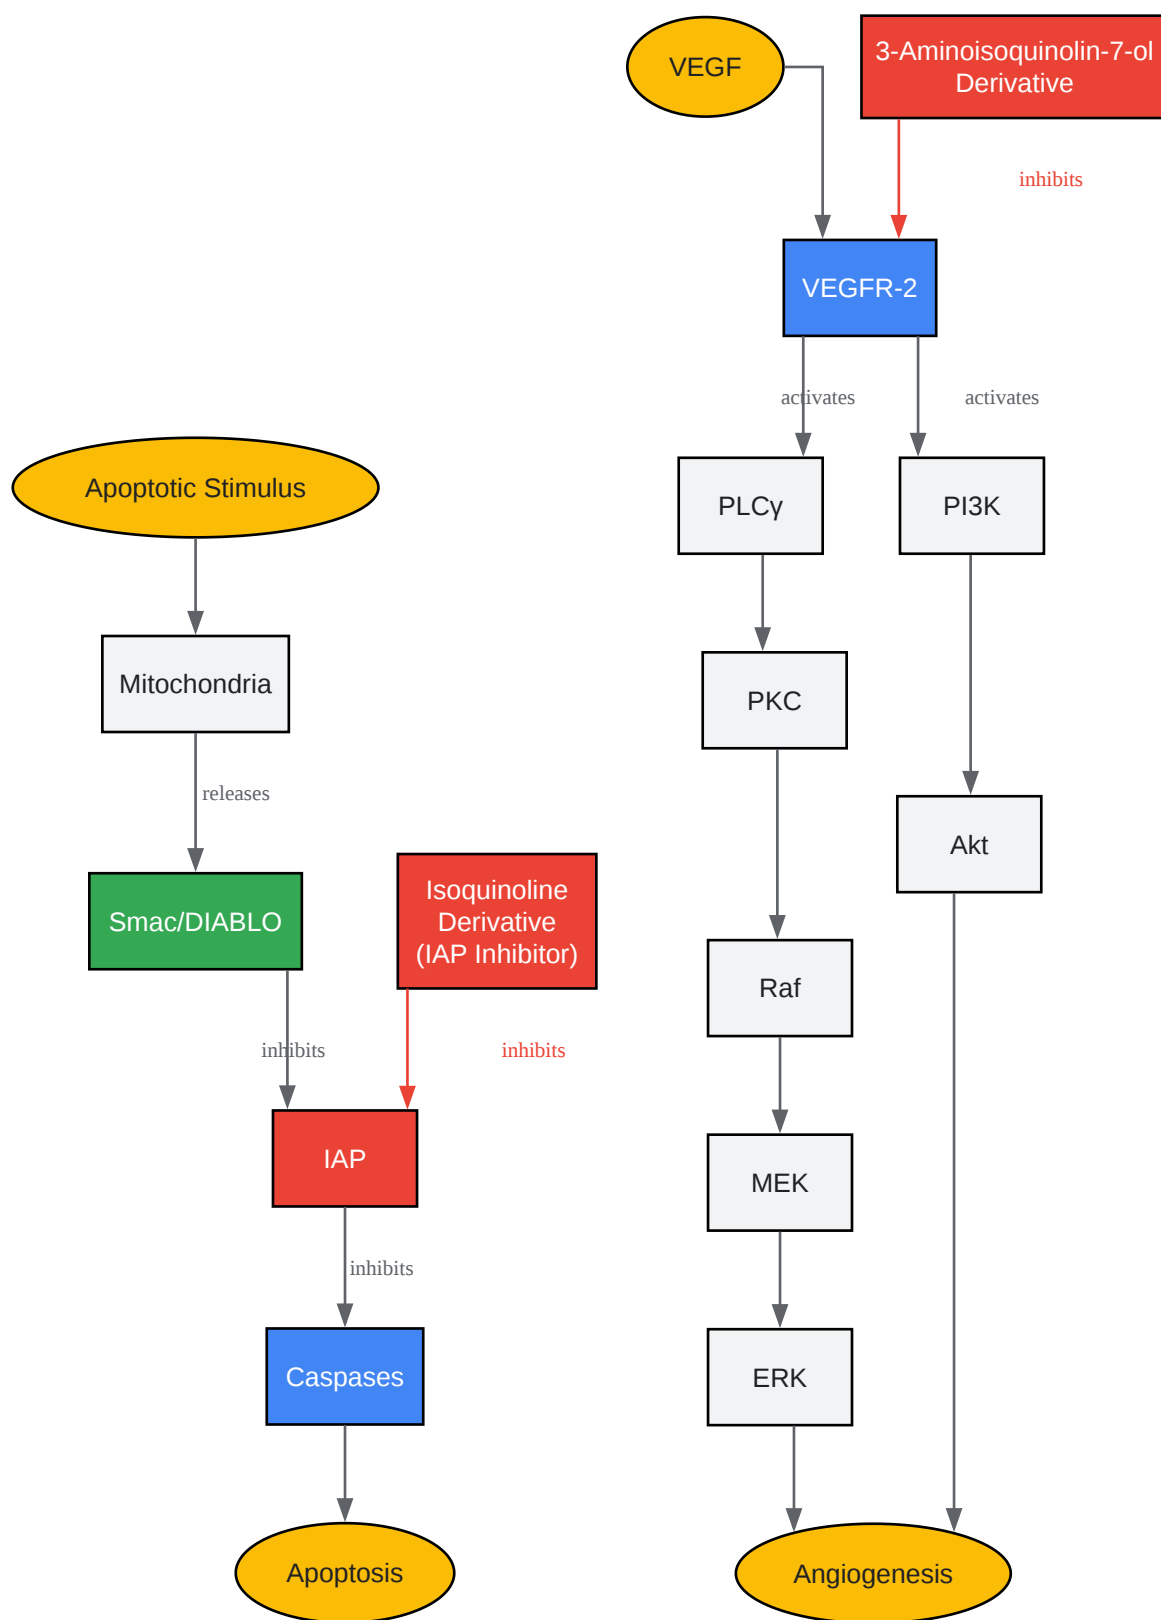 VEGF
3-Aminoisoquinolin-7-ol
Derivative
inhibits
VEGFR-2
activates
activates
Apoptotic Stimulus
PLCγ
PI3K
Mitochondria
PKC
releases
Akt
Smac/DIABLO
Isoquinoline
Derivative
(IAP Inhibitor)
Raf
inhibits
inhibits
IAP
MEK
inhibits
Caspases
ERK
Apoptosis
Angiogenesis